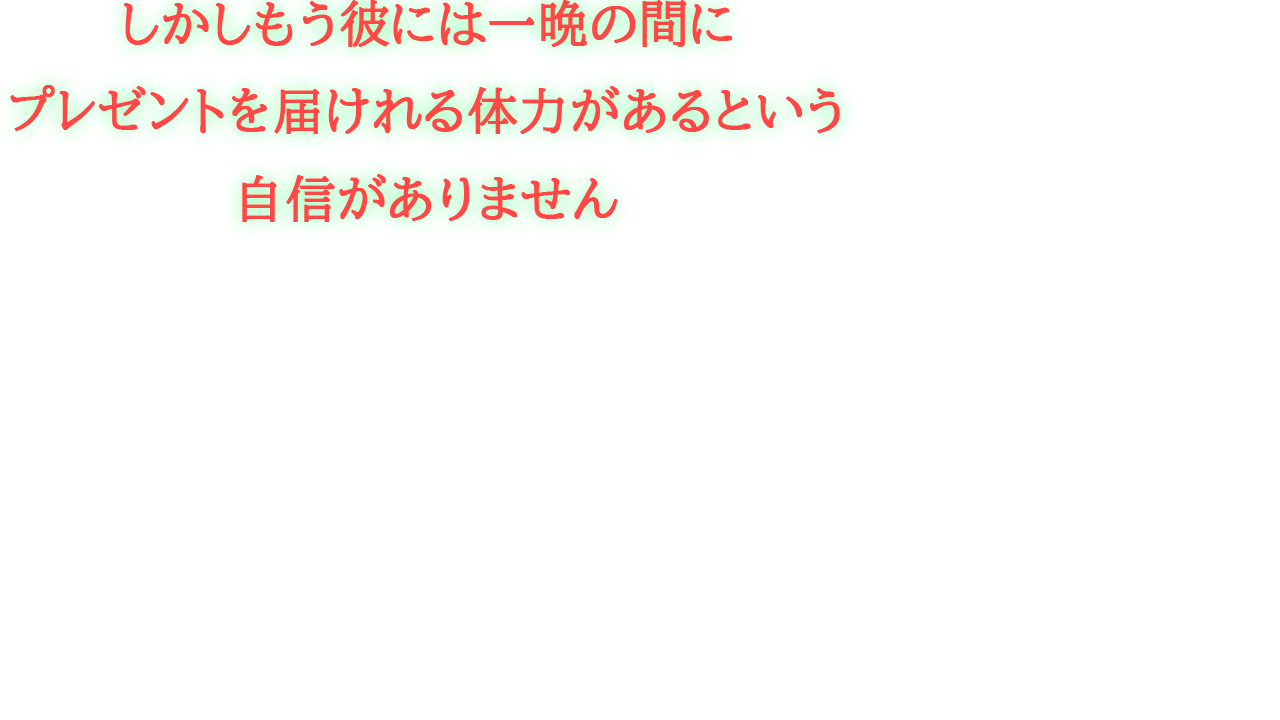 しかしもう彼には一晩の間に
プレゼントを届けれる体力があるという
自信がありません